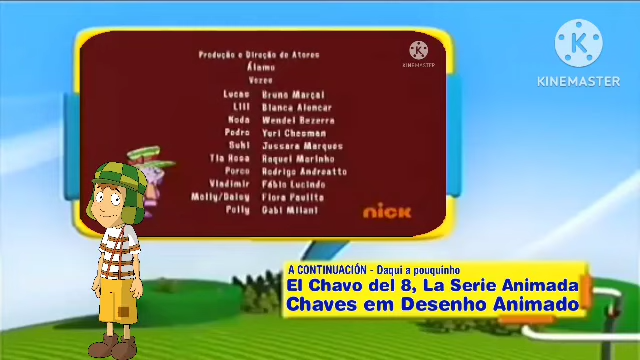 Produção e Direção de Atores
Álamo
Vozes
Lucas Bruno Marçal
Lili Bianca Alencar
Noda Wendel Bezerra
Pedro Yuri Chesman
Suki Jussara Marques
Tia Rosa Raquel Marinho
Porco Rodrigo Andreatto
Vladimir Fábio Lucindo
Molly/Daisy Flora Paulita
Polly Gabi Milani
nick
KINEMASTER
KINEMASTER
A CONTINUACIÓN - Daqui a pouquinho
El Chavo del 8, La Serie Animada
Chaves em Desenho Animado